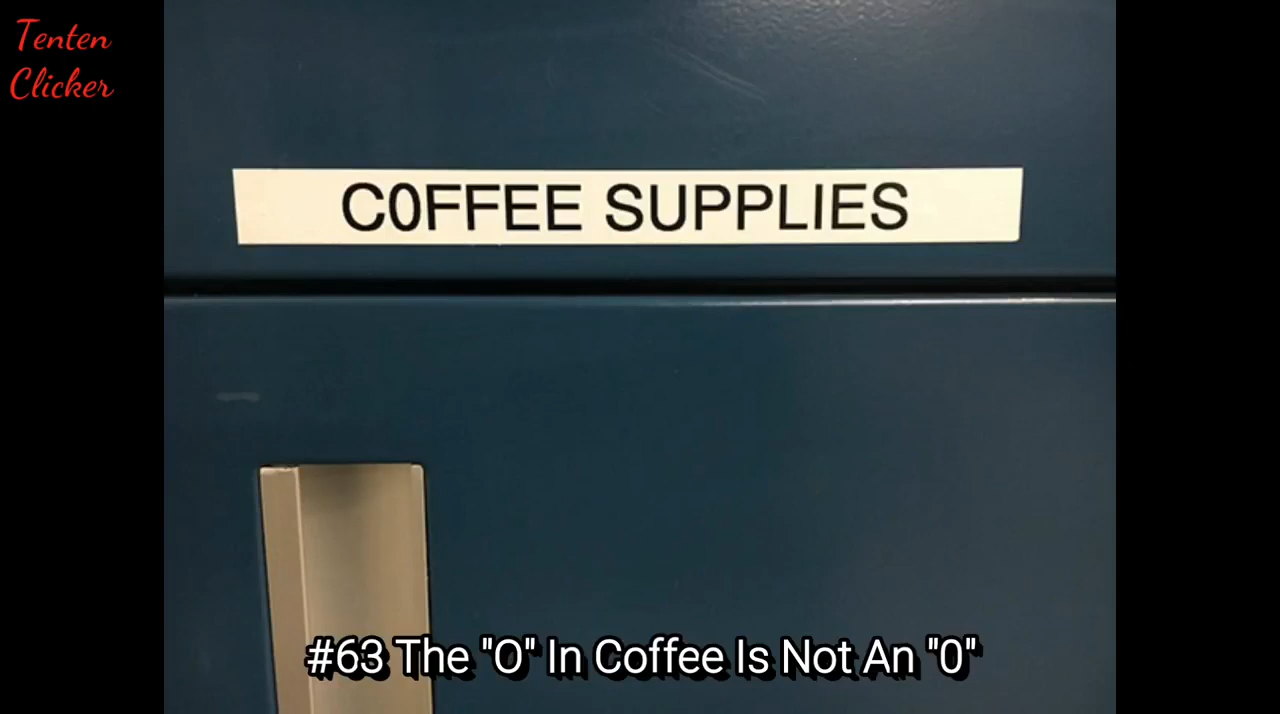 Tenten
Clicker
C0FFEE SUPPLIES
#63 The "O" In Coffee Is Not An "0"